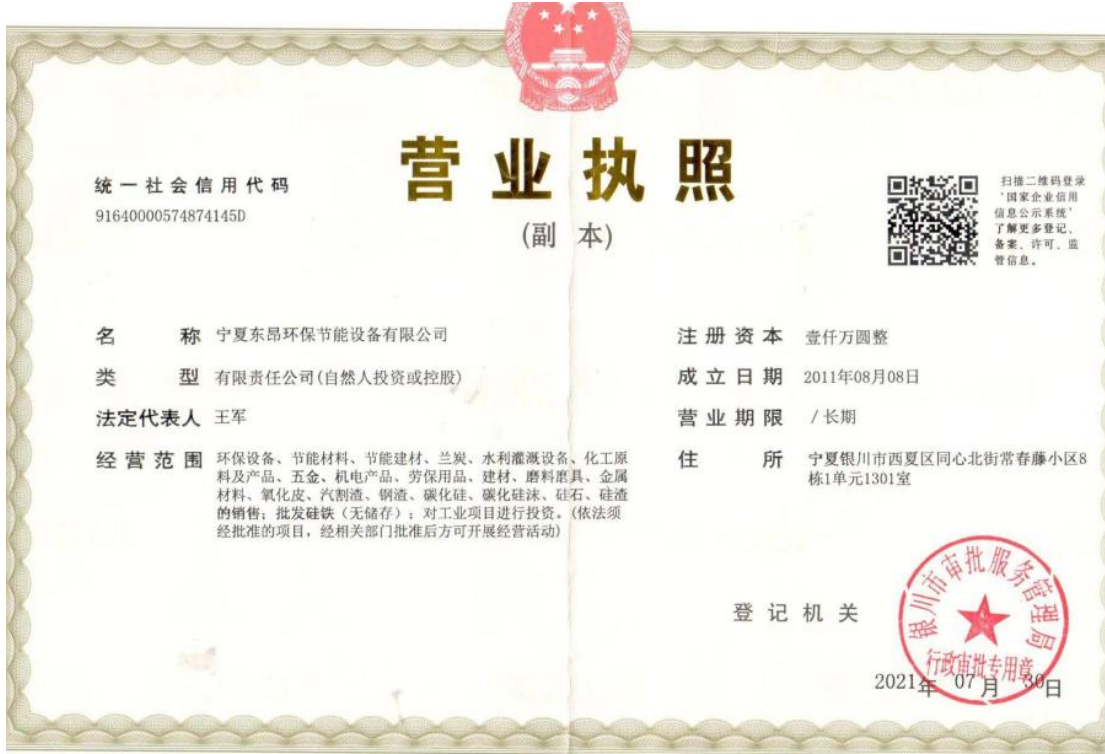 营业执照
(副 本)
统一社会信用代码
91640000574874145D
扫描二维码登录
‘国家企业信用
信息公示系统’
了解更多登记、
备案、许可、监
管信息。
名 称 宁夏东昂环保节能设备有限公司
类 型 有限责任公司(自然人投资或控股)
法定代表人 王军
经营范围 环保设备、节能材料、节能建材、兰炭、水利灌溉设备、化工原
料及产品、五金、机电产品、劳保用品、建材、磨料磨具、金属
材料、氧化皮、汽割渣、钢渣、碳化硅、碳化硅沫、硅石、硅渣
的销售；批发硅铁（无储存）；对工业项目进行投资。(依法须
经批准的项目，经相关部门批准后方可开展经营活动)
注册资本 壹仟万圆整
成立日期 2011年08月08日
营业期限 /长期
住 所 宁夏银川市西夏区同心北街常春藤小区8
栋1单元1301室
登记机关
银川市审批服务管理局
行政审批专用章
2021年 07月 30日